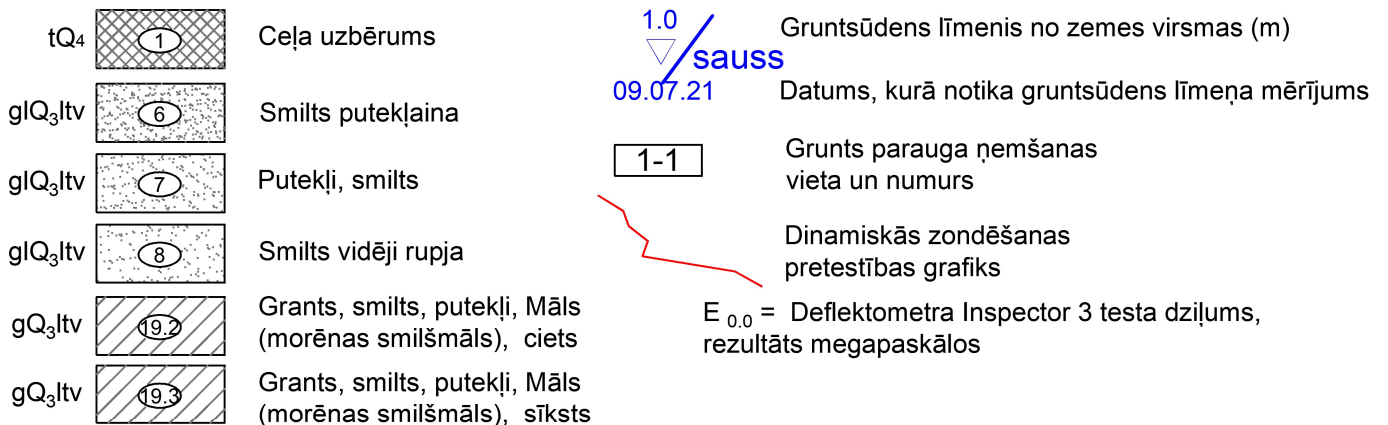 tQ4 1 Ceļa uzbērums
glQ3ltv 6 Smilts putekļaina
glQ3ltv 7 Putekļi, smilts
glQ3ltv 8 Smilts vidēji rupja
gQ3ltv 19.2 Grants, smilts, putekļi, Māls
(morēnas smilšmāls), ciets
gQ3ltv 19.3 Grants, smilts, putekļi, Māls
(morēnas smilšmāls), sīksts
1.0 Gruntsūdens līmenis no zemes virsmas (m)
sauss
09.07.21 Datums, kurā notika gruntsūdens līmeņa mērījums
1-1 Grunts parauga ņemšanas
vieta un numurs
Dinamiskās zondēšanas
pretestības grafiks
E 0.0 = Deflektometra Inspector 3 testa dziļums,
rezultāts megapaskālos